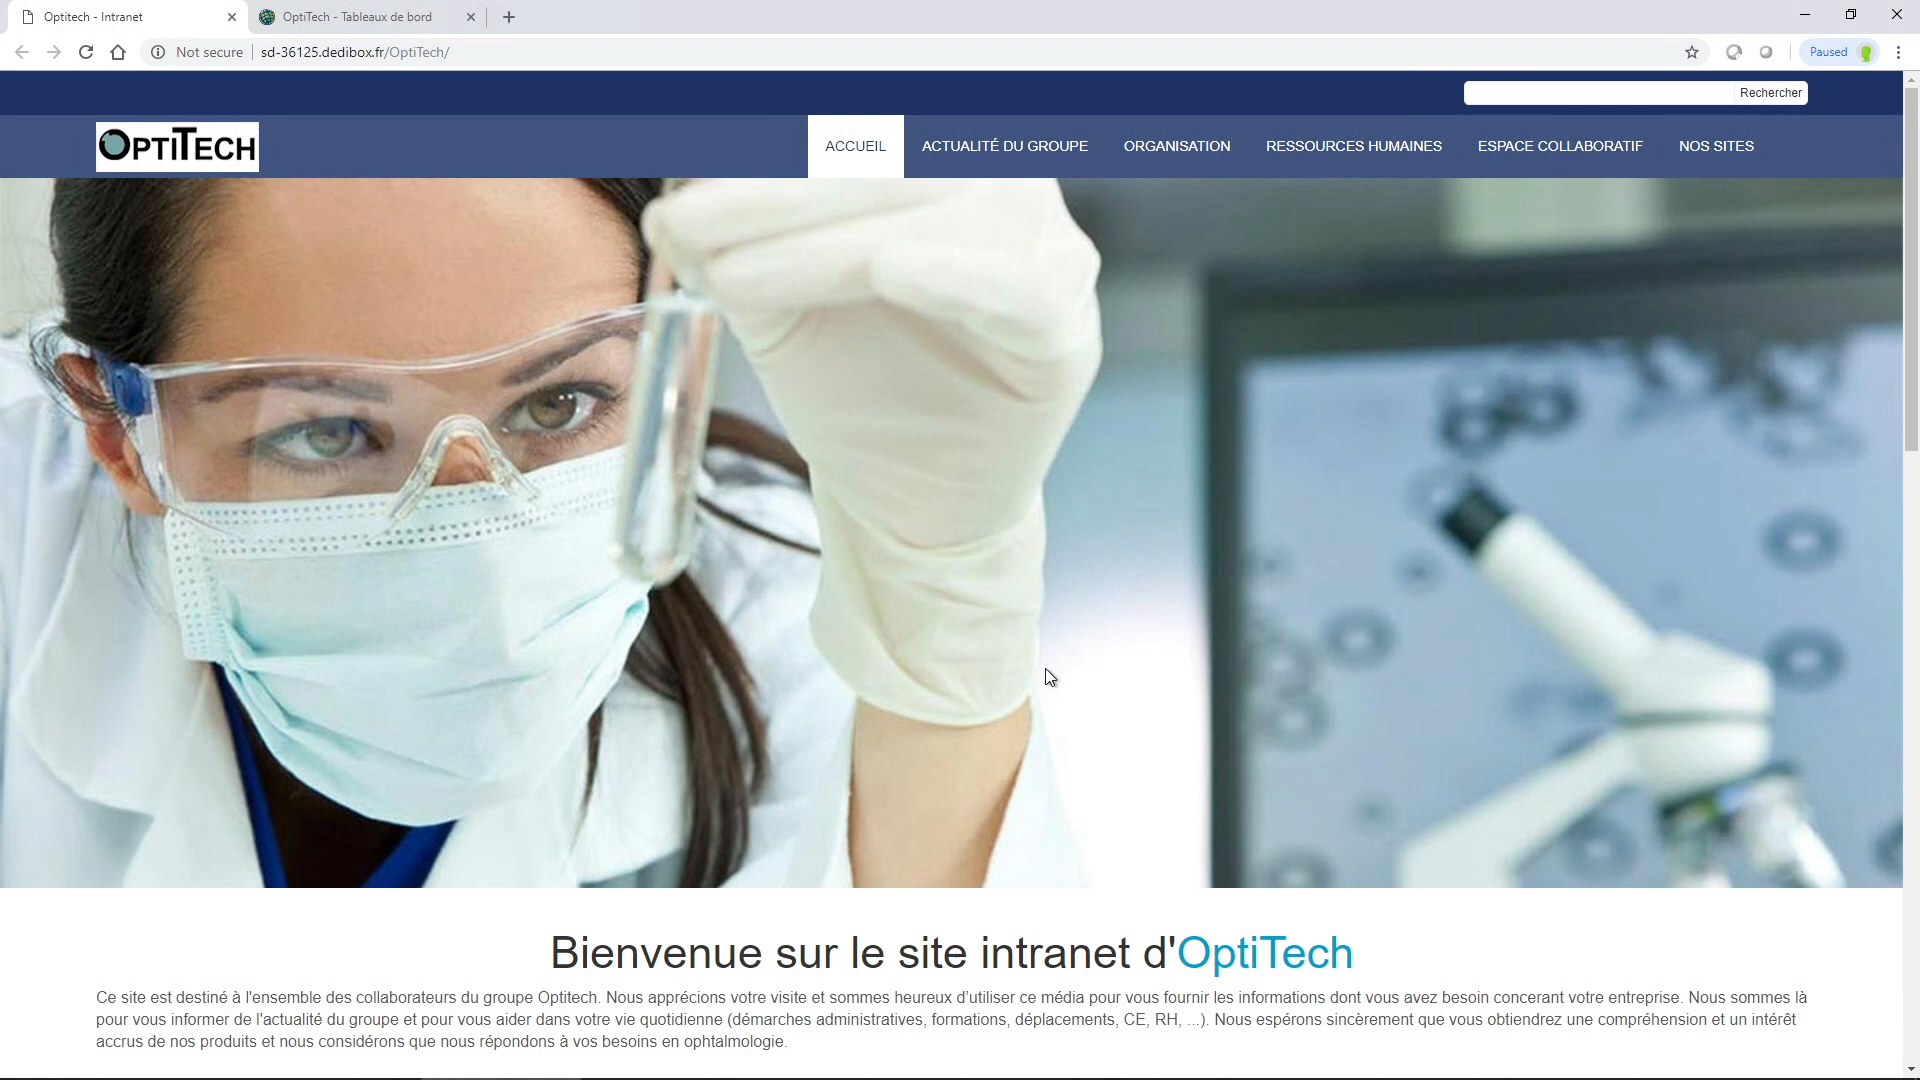 Optitech - Intranet
OptiTech - Tableaux de bord
Not secure
sd-36125.dedibox.fr/OptiTech/
Paused
Rechercher
OPTITECH
ACCUEIL
ACTUALITÉ DU GROUPE
ORGANISATION
RESSOURCES HUMAINES
ESPACE COLLABORATIF
NOS SITES
Bienvenue sur le site intranet d'OptiTech
Ce site est destiné à l'ensemble des collaborateurs du groupe Optitech. Nous apprécions votre visite et sommes heureux d’utiliser ce média pour vous fournir les informations dont vous avez besoin concerant votre entreprise. Nous sommes là
pour vous informer de l'actualité du groupe et pour vous aider dans votre vie quotidienne (démarches administratives, formations, déplacements, CE, RH, ...). Nous espérons sincèrement que vous obtiendrez une compréhension et un intérêt
accrus de nos produits et nous considérons que nous répondons à vos besoins en ophtalmologie.